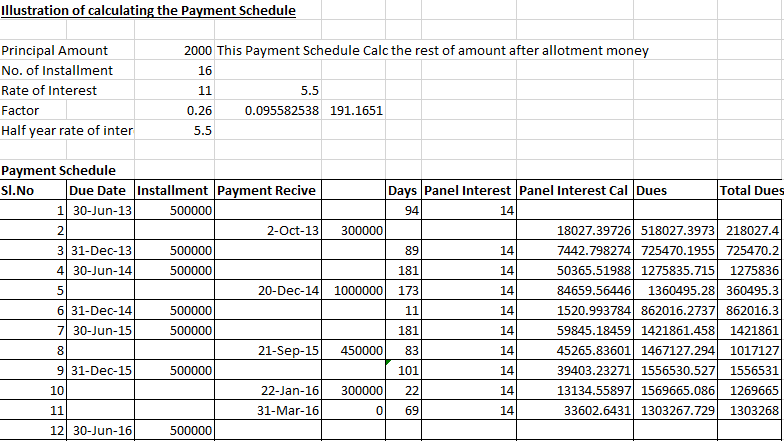 Illustration of calculating the Payment Schedule
Principal Amount 2000 This Payment Schedule Calc the rest of amount after allotment money
No. of Installment 16
Rate of Interest 11 5.5
Factor 0.26 0.095582538 191.1651
Half year rate of inter 5.5
Payment Schedule
Sl.No Due Date Installment Payment Recive Days Panel Interest Panel Interest Cal Dues Total Dues
1 30-Jun-13 500000 94 14
2 2-Oct-13 300000 18027.39726 518027.3973 218027.4
3 31-Dec-13 500000 89 14 7442.798274 725470.1955 725470.2
4 30-Jun-14 500000 181 14 50365.51988 1275835.715 1275836
5 20-Dec-14 1000000 173 14 84659.56446 1360495.28 360495.3
6 31-Dec-14 500000 11 14 1520.993784 862016.2737 862016.3
7 30-Jun-15 500000 181 14 59845.18459 1421861.458 1421861
8 21-Sep-15 450000 83 14 45265.83601 1467127.294 1017127
9 31-Dec-15 500000 101 14 39403.23271 1556530.527 1556531
10 22-Jan-16 300000 22 14 13134.55897 1569665.086 1269665
11 31-Mar-16 0 69 14 33602.6431 1303267.729 1303268
12 30-Jun-16 500000